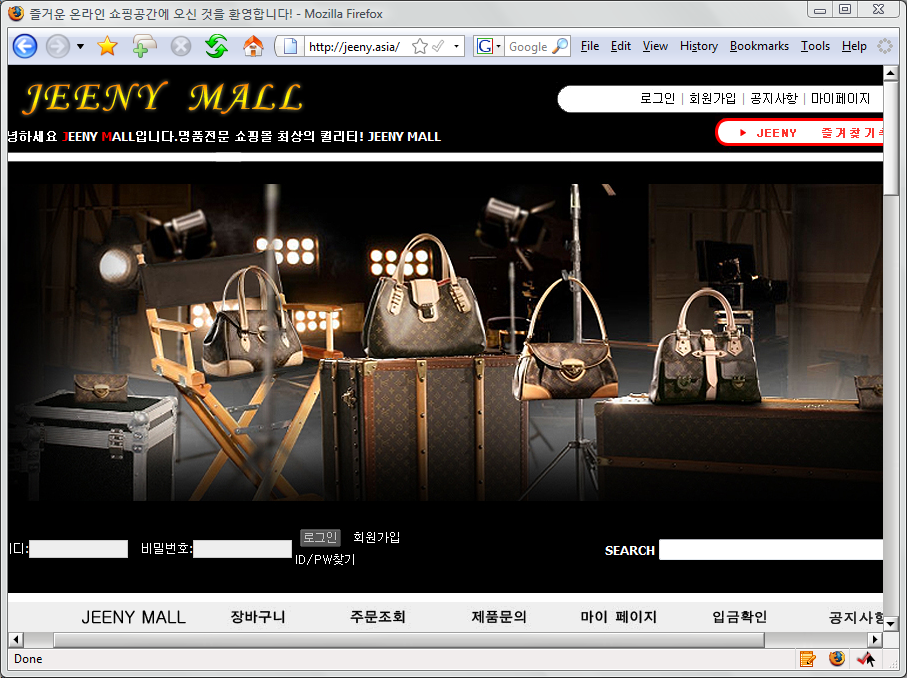 즐거운 온라인 쇼핑공간에 오신 것을 환영합니다! - Mozilla Firefox
http://jeeny.asia/
G
Google
File Edit View History Bookmarks Tools Help
JEENY MALL
로그인 | 회원가입 | 공지사항 | 마이페이지
녕하세요 JEENY MALL입니다.명품전문 쇼핑몰 최상의 퀄리티! JEENY MALL
JEENY 즐겨찾기
로그인 회원가입
디: 비밀번호:
ID/PW찾기
SEARCH
JEENY MALL 장바구니 주문조회 제품문의 마이 페이지 입금확인 공지사항
Done